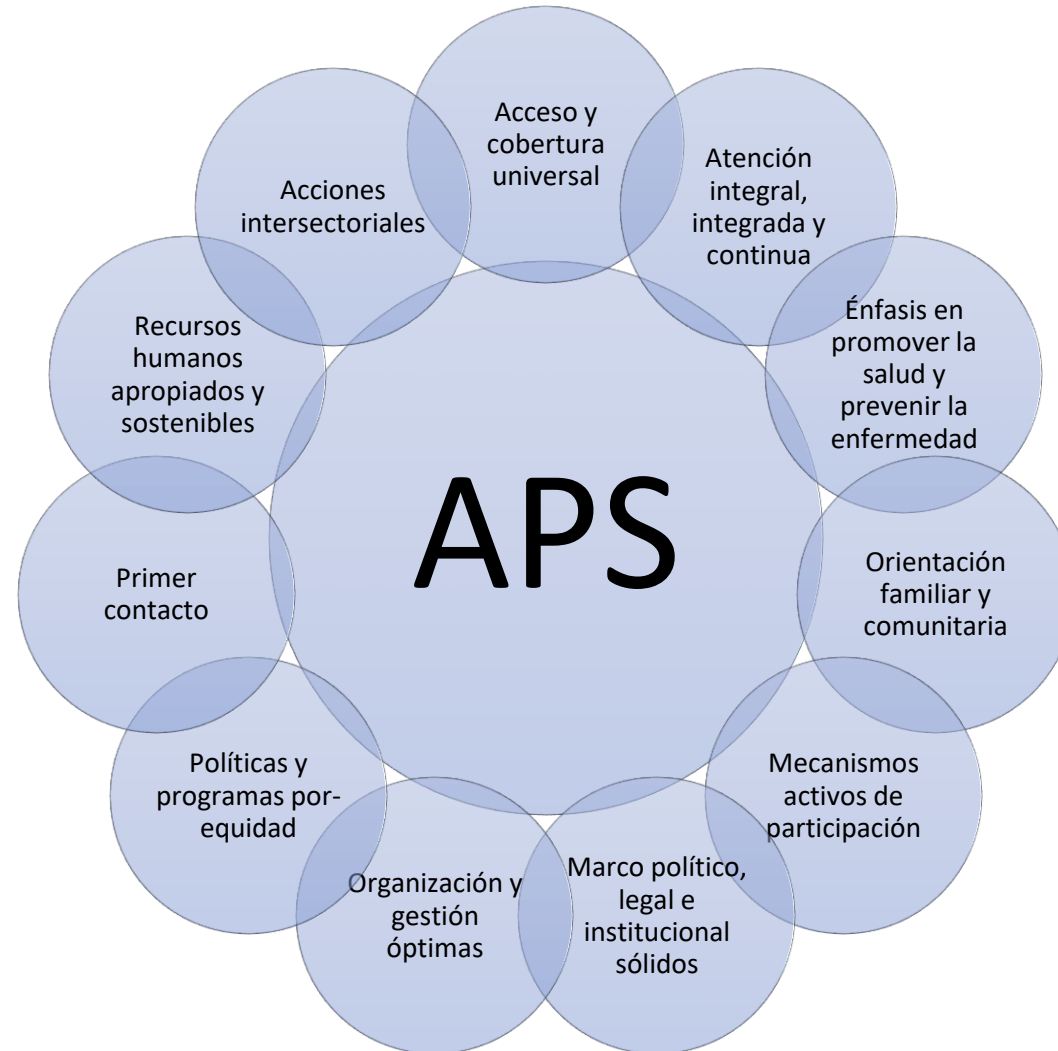 Acceso y
cobertura
universal
Atención
integral,
integrada y
continua
Énfasis en
promover la
salud y
prevenir la
enfermedad
Orientación
familiar y
comunitaria
Mecanismos
activos de
participación
Marco político,
legal e
institucional
sólidos
Organización y
gestión
óptimas
Políticas y
programas por-
equidad
Primer
contacto
Recursos
humanos
apropiados y
sostenibles
Acciones
intersectoriales
APS